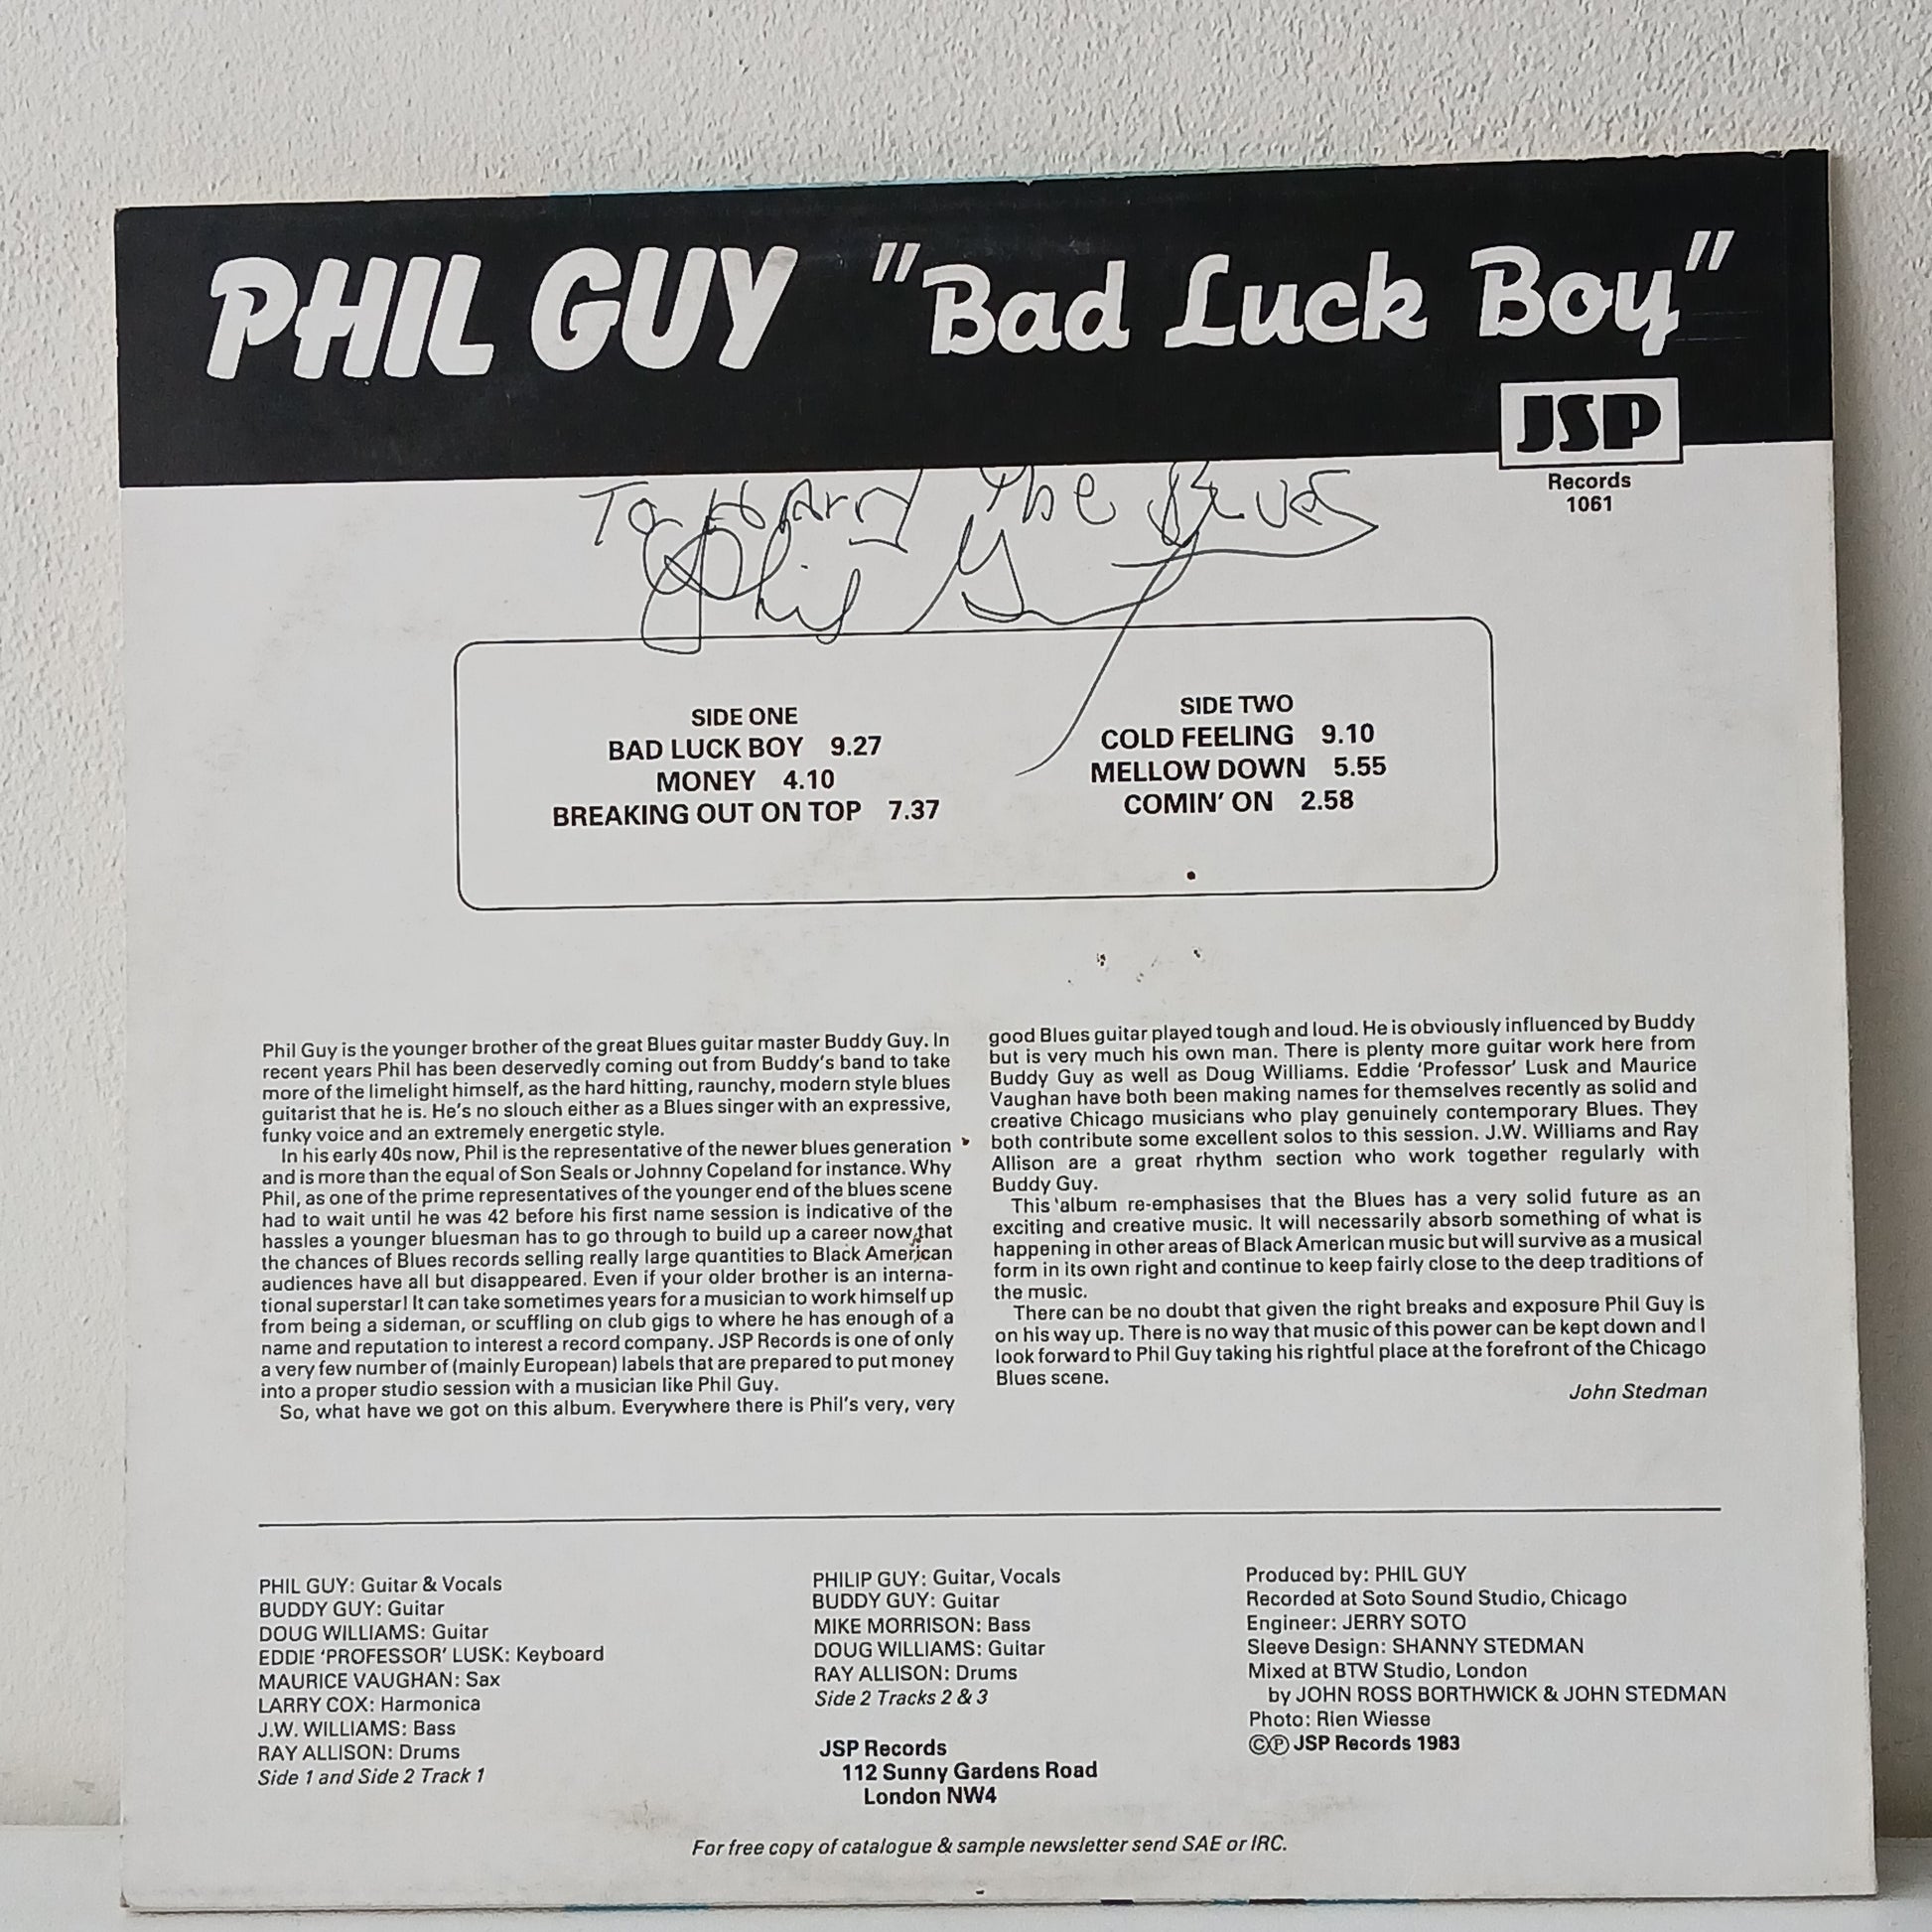 PHIL GUY "Bad Luck Boy"
JSP
Records
1061
The Blues
Phil Guy
SIDE ONE
BAD LUCK BOY 9.27
MONEY 4.10
BREAKING OUT ON TOP 7.37
SIDE TWO
COLD FEELING 9.10
MELLOW DOWN 5.55
COMIN' ON 2.58
Phil Guy is the younger brother of the great Blues guitar master Buddy Guy. In
recent years Phil has been deservedly coming out from Buddy's band to take
more of the limelight himself, as the hard hitting, raunchy, modern style blues
guitarist that he is. He's no slouch either as a Blues singer with an expressive,
funky voice and an extremely energetic style.
In his early 40s now, Phil is the representative of the newer blues generation
and is more than the equal of Son Seals or Johnny Copeland for instance. Why
Phil, as one of the prime representatives of the younger end of the blues scene
had to wait until he was 42 before his first name session is indicative of the
hassles a younger bluesman has to go through to build up a career now that
the chances of Blues records selling really large quantities to Black American
audiences have all but disappeared. Even if your older brother is an interna-
tional superstar! It can take sometimes years for a musician to work himself up
from being a sideman, or scuffling on club gigs to where he has enough of a
name and reputation to interest a record company. JSP Records is one of only
a very few number of (mainly European) labels that are prepared to put money
into a proper studio session with a musician like Phil Guy.
So, what have we got on this album. Everywhere there is Phil's very, very
good Blues guitar played tough and loud. He is obviously influenced by Buddy
but is very much his own man. There is plenty more guitar work here from
Buddy Guy as well as Doug Williams. Eddie 'Professor' Lusk and Maurice
Vaughan have both been making names for themselves recently as solid and
creative Chicago musicians who play genuinely contemporary Blues. They
both contribute some excellent solos to this session. J.W. Williams and Ray
Allison are a great rhythm section who work together regularly with
Buddy Guy.
This 'album re-emphasises that the Blues has a very solid future as an
exciting and creative music. It will necessarily absorb something of what is
happening in other areas of Black American music but will survive as a musical
form in its own right and continue to keep fairly close to the deep traditions of
the music.
There can be no doubt that given the right breaks and exposure Phil Guy is
on his way up. There is no way that music of this power can be kept down and I
look forward to Phil Guy taking his rightful place at the forefront of the Chicago
Blues scene.
John Stedman
PHIL GUY: Guitar & Vocals
BUDDY GUY: Guitar
DOUG WILLIAMS: Guitar
EDDIE 'PROFESSOR' LUSK: Keyboard
MAURICE VAUGHAN: Sax
LARRY COX: Harmonica
J.W. WILLIAMS: Bass
RAY ALLISON: Drums
Side 1 and Side 2 Track 1
PHILIP GUY: Guitar, Vocals
BUDDY GUY: Guitar
MIKE MORRISON: Bass
DOUG WILLIAMS: Guitar
RAY ALLISON: Drums
Side 2 Tracks 2 & 3
JSP Records
112 Sunny Gardens Road
London NW4
Produced by: PHIL GUY
Recorded at Soto Sound Studio, Chicago
Engineer: JERRY SOTO
Sleeve Design: SHANNY STEDMAN
Mixed at BTW Studio, London
by JOHN ROSS BORTHWICK & JOHN STEDMAN
Photo: Rien Wiesse
©℗ JSP Records 1983
For free copy of catalogue & sample newsletter send SAE or IRC.